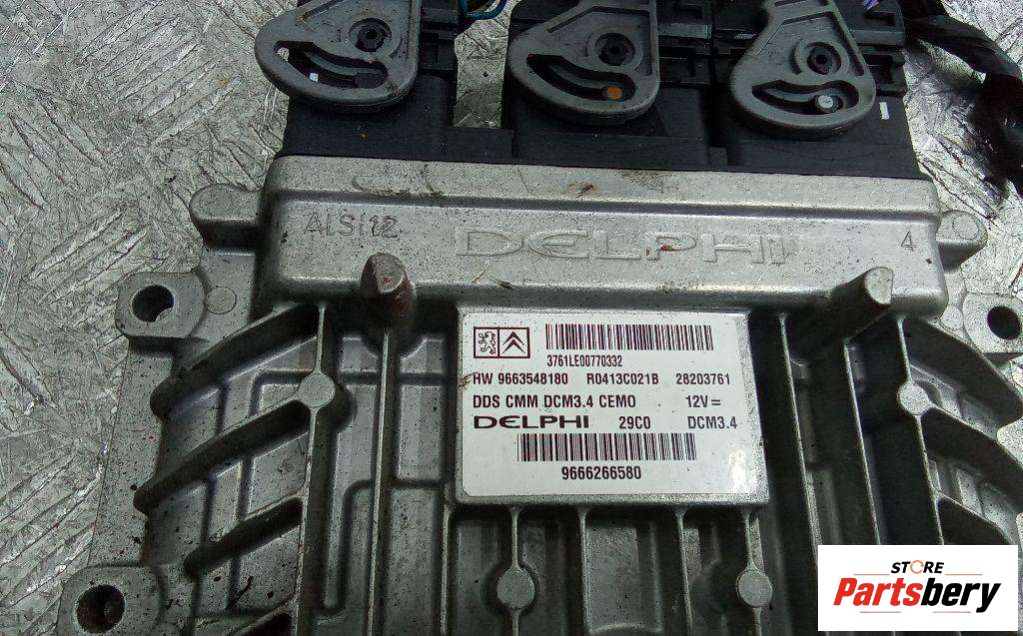 AlSi12 DELPHI 4
3761LE00770332
HW 9663548180 R0413C021B 28203761
DDS CMM DCM3.4 CEMO 12V=
DELPHI 29C0 DCM3.4
9666266580
STORE
Partsbery